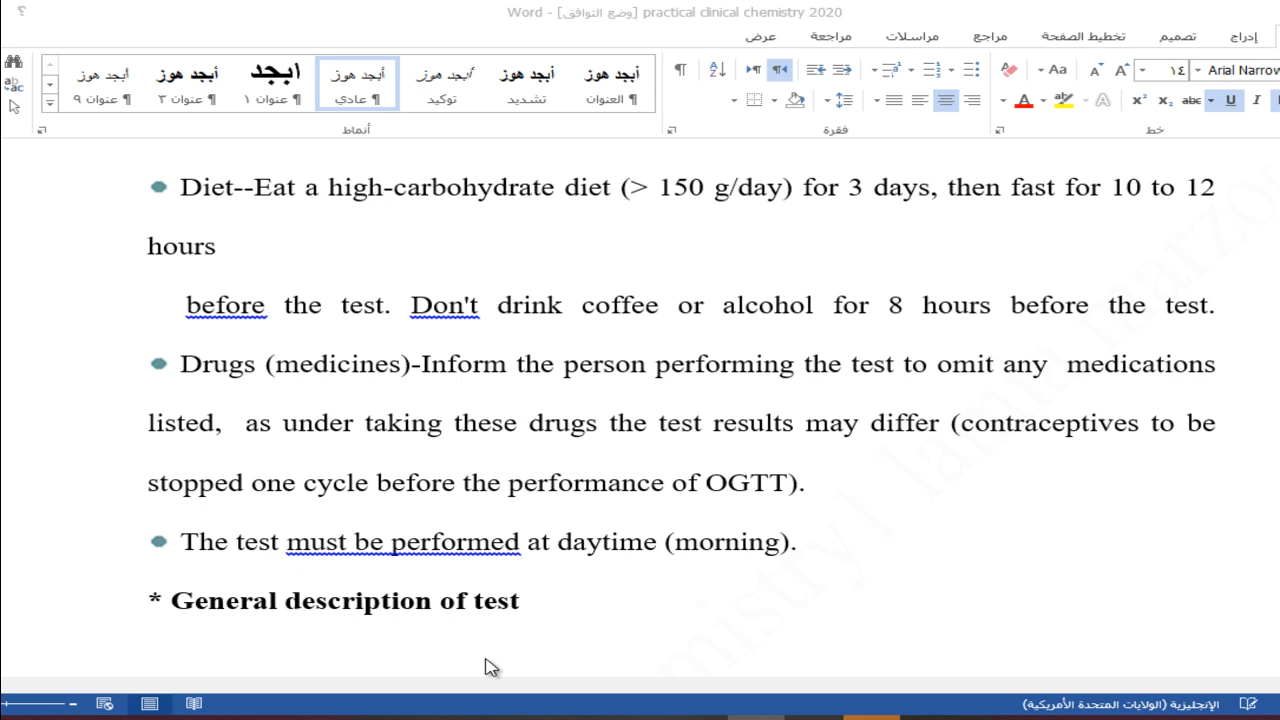 practical clinical chemistry 2020 [وضع التوافق] - Word
؟
إدراج تصميم تخطيط الصفحة مراجع مراسلات مراجعة عرض
Arial Narrow ١٤ Aa
أبجد هوز أبجد هوز أبجد هوز أبجد هوز ابجد أبجد هوز أبجد هوز
¶ العنوان تشديد توكيد ¶ عادي ¶ عنوان ١ ¶ عنوان ٣ ¶ عنوان ٩
خط فقرة أنماط
Diet--Eat a high-carbohydrate diet (> 150 g/day) for 3 days, then fast for 10 to 12
hours
before the test. Don't drink coffee or alcohol for 8 hours before the test.
Drugs (medicines)-Inform the person performing the test to omit any medications
listed, as under taking these drugs the test results may differ (contraceptives to be
stopped one cycle before the performance of OGTT).
The test must be performed at daytime (morning).
* General description of test
الإنجليزية (الولايات المتحدة الأمريكية)